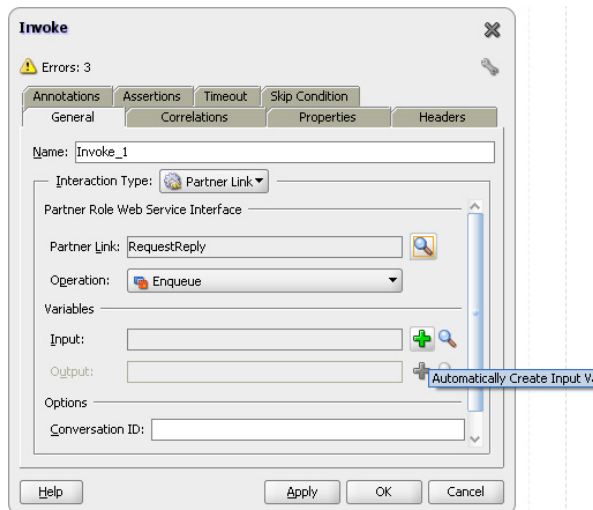 Invoke
Errors: 3
Annotations Assertions Timeout Skip Condition
General Correlations Properties Headers
Name: Invoke_1
Interaction Type: Partner Link
Partner Role Web Service Interface
Partner Link: RequestReply
Operation: Enqueue
Variables
Input:
Output:
Automatically Create Input Va
Options
Conversation ID:
Help Apply OK Cancel